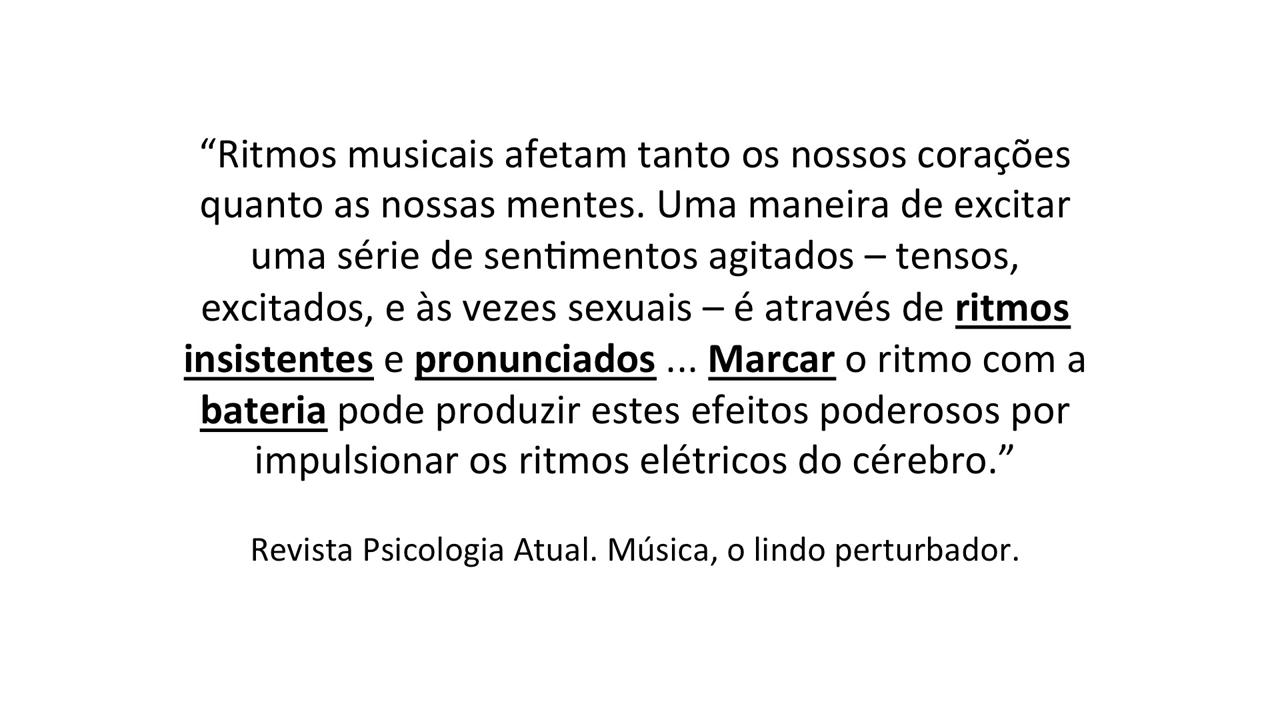 “Ritmos musicais afetam tanto os nossos corações
quanto as nossas mentes. Uma maneira de excitar
uma série de sentimentos agitados – tensos,
excitados, e às vezes sexuais – é através de ritmos
insistentes e pronunciados ... Marcar o ritmo com a
bateria pode produzir estes efeitos poderosos por
impulsionar os ritmos elétricos do cérebro.”
Revista Psicologia Atual. Música, o lindo perturbador.